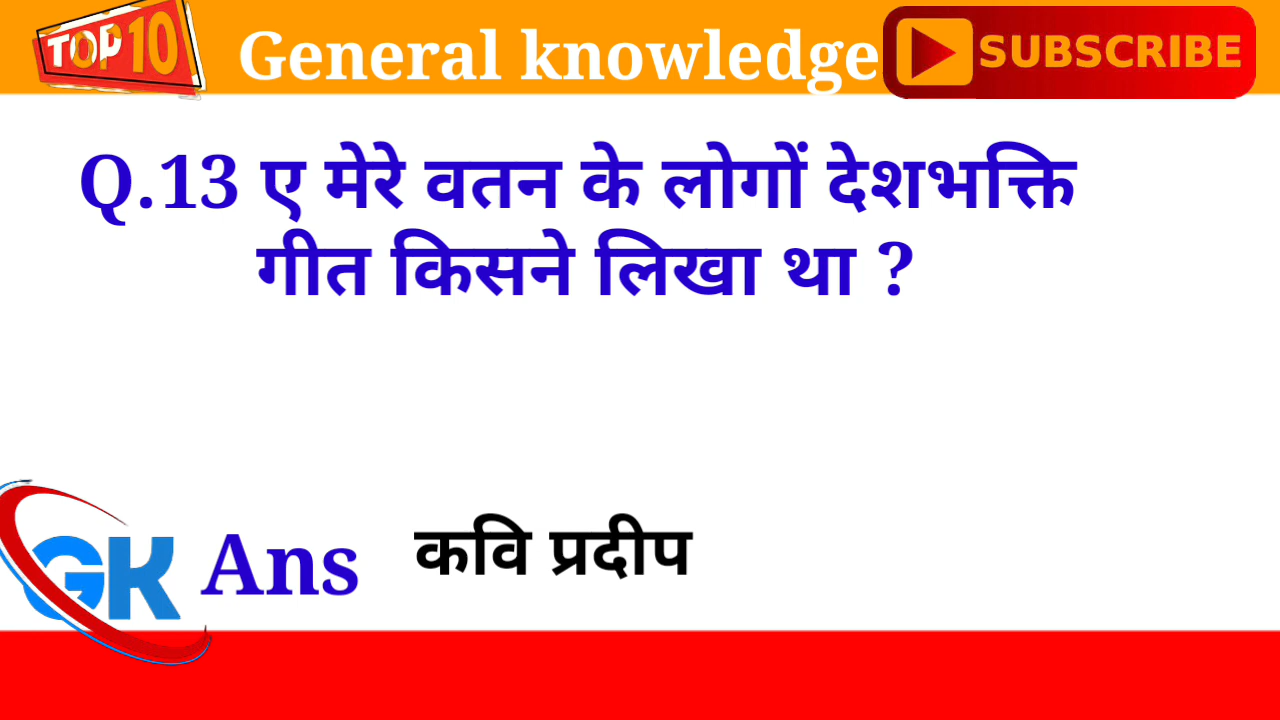 TOP 10
General knowledge
SUBSCRIBE
Q.13 ए मेरे वतन के लोगों देशभक्ति
गीत किसने लिखा था ?
GK
Ans कवि प्रदीप